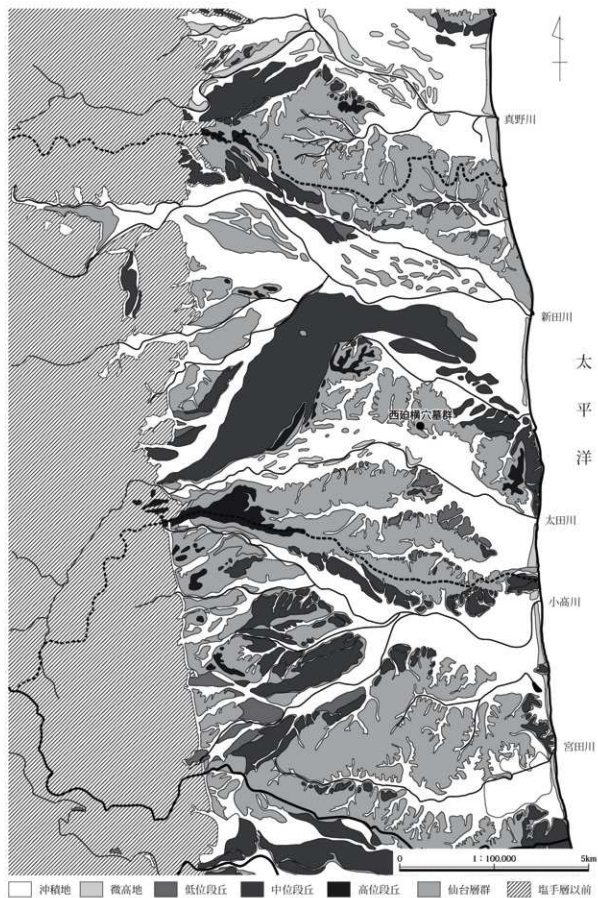 真野川
新田川
太平洋
西廹横穴墓群
太田川
小高川
宮田川
0 1:100,000 5km
沖積地 微高地 低位段丘 中位段丘 高位段丘 仙台層群 塩手層以前